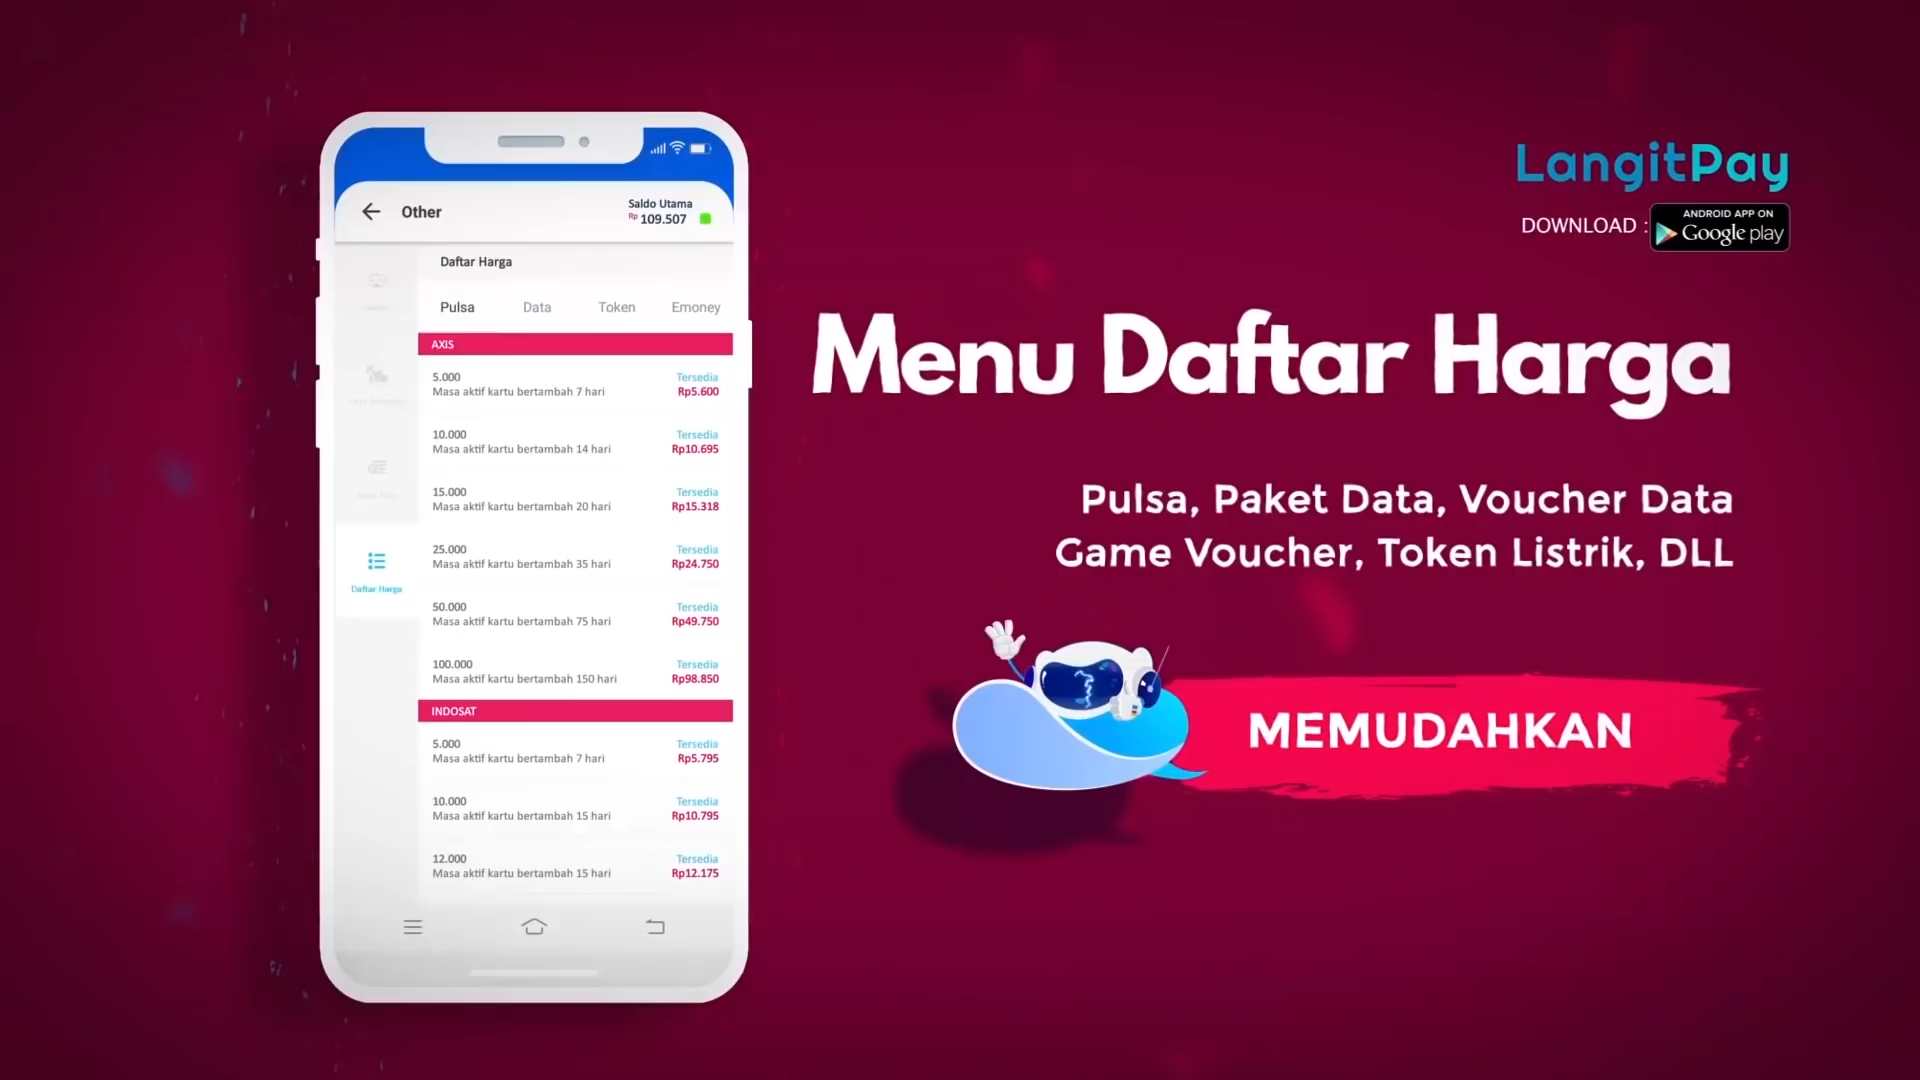 LangitPay
DOWNLOAD :
ANDROID APP ON
Google play
Other
Saldo Utama
Rp 109.507
Daftar Harga
Pulsa Data Token Emoney
AXIS
5.000 Tersedia
Masa aktif kartu bertambah 7 hari Rp5.600
10.000 Tersedia
Masa aktif kartu bertambah 14 hari Rp10.695
15.000 Tersedia
Masa aktif kartu bertambah 20 hari Rp15.318
25.000 Tersedia
Masa aktif kartu bertambah 35 hari Rp24.750
50.000 Tersedia
Masa aktif kartu bertambah 75 hari Rp49.750
100.000 Tersedia
Masa aktif kartu bertambah 150 hari Rp98.850
INDOSAT
5.000 Tersedia
Masa aktif kartu bertambah 7 hari Rp5.795
10.000 Tersedia
Masa aktif kartu bertambah 15 hari Rp10.795
12.000 Tersedia
Masa aktif kartu bertambah 15 hari Rp12.175
Daftar Harga
Menu Daftar Harga
Pulsa, Paket Data, Voucher Data
Game Voucher, Token Listrik, DLL
MEMUDAHKAN